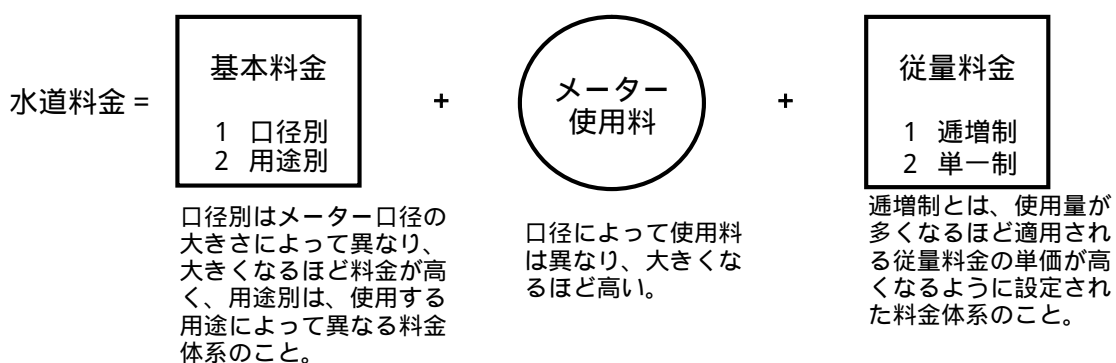 水道料金 =
基本料金
1 口径別
2 用途別
+
メーター
使用料
+
従量料金
1 逓増制
2 単一制
口径別はメーター口径の
大きさによって異なり、
大きくなるほど料金が高
く、用途別は、使用する
用途によって異なる料金
体系のこと。
口径によって使用料
は異なり、大きくな
るほど高い。
逓増制とは、使用量が
多くなるほど適用され
る従量料金の単価が高
くなるように設定され
た料金体系のこと。